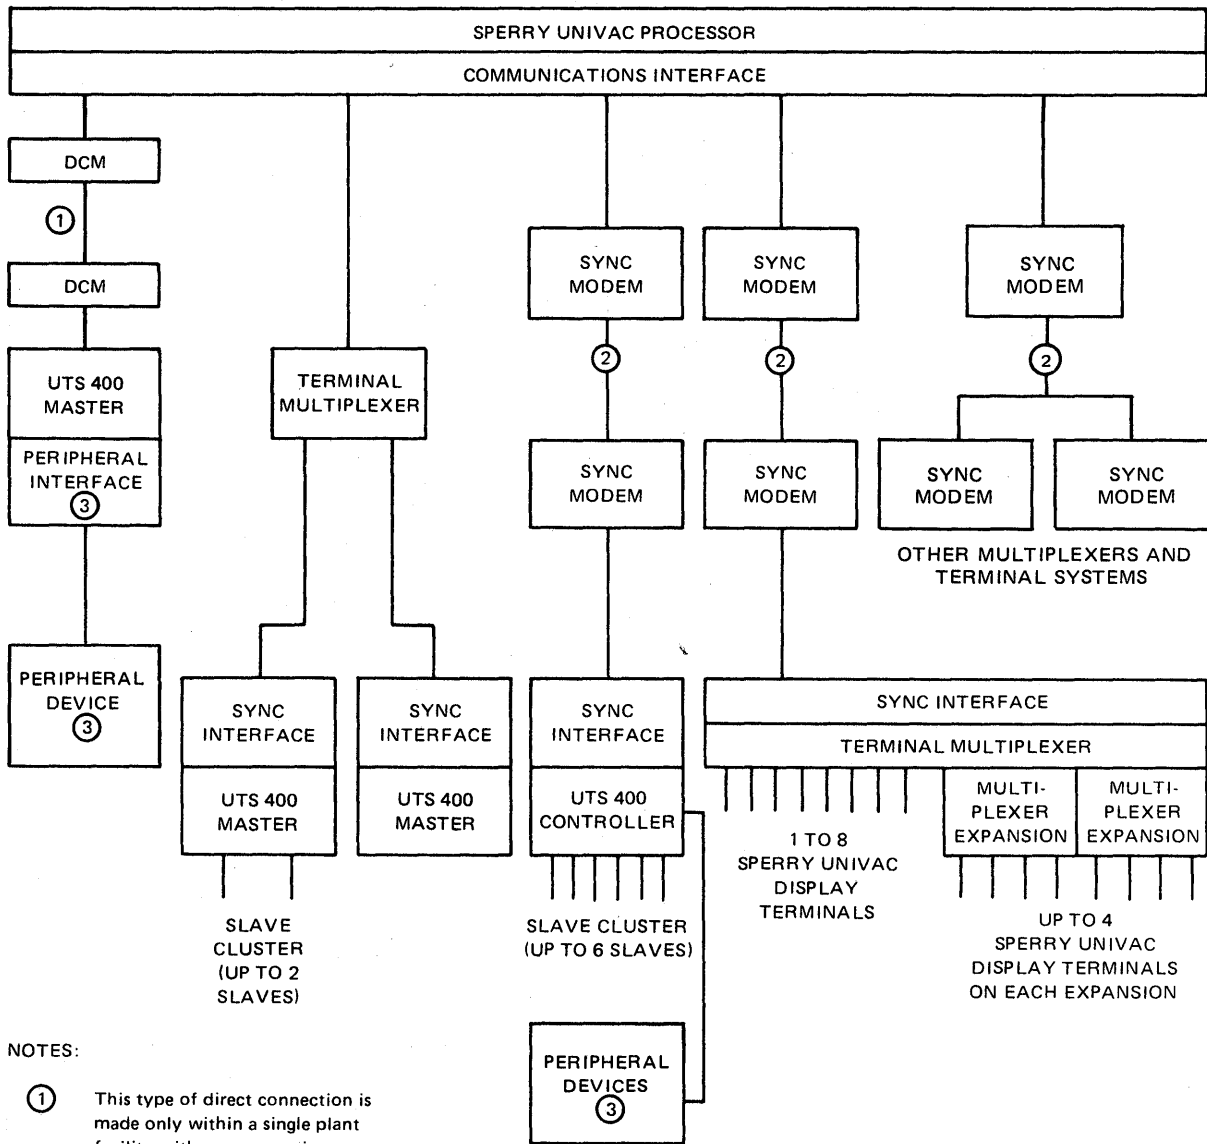 SPERRY UNIVAC PROCESSOR
COMMUNICATIONS INTERFACE
DCM
1
DCM
UTS 400
MASTER
PERIPHERAL
INTERFACE
3
PERIPHERAL
DEVICE
3
TERMINAL
MULTIPLEXER
SYNC
INTERFACE
UTS 400
MASTER
SLAVE
CLUSTER
(UP TO 2
SLAVES)
SYNC
INTERFACE
UTS 400
MASTER
SYNC
MODEM
2
SYNC
MODEM
SYNC
INTERFACE
UTS 400
CONTROLLER
SLAVE CLUSTER
(UP TO 6 SLAVES)
PERIPHERAL
DEVICES
3
SYNC
MODEM
2
SYNC
MODEM
SYNC INTERFACE
TERMINAL MULTIPLEXER
1 TO 8
SPERRY UNIVAC
DISPLAY
TERMINALS
MULTI-
PLEXER
EXPANSION
MULTI-
PLEXER
EXPANSION
UP TO 4
SPERRY UNIVAC
DISPLAY TERMINALS
ON EACH EXPANSION
SYNC
MODEM
2
SYNC
MODEM
SYNC
MODEM
OTHER MULTIPLEXERS AND
TERMINAL SYSTEMS
NOTES:
1 This type of direct connection is
made only within a single plant